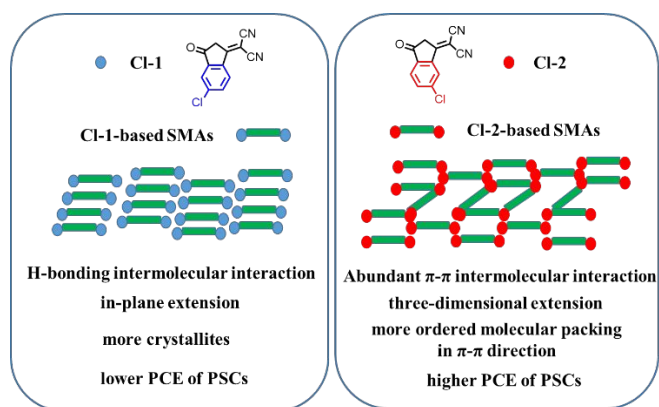 O
CN
CN
Cl
Cl-1
Cl-1-based SMAs
H-bonding intermolecular interaction
in-plane extension
more crystallites
lower PCE of PSCs
O
CN
CN
Cl
Cl-2
Cl-2-based SMAs
Abundant π-π intermolecular interaction
three-dimensional extension
more ordered molecular packing
in π-π direction
higher PCE of PSCs